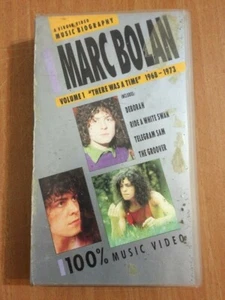 A VIRGIN VIDEO
MUSIC BIOGRAPHY
MARC BOLAN
VOLUME 1 "THERE WAS A TIME" 1968 - 1973
INCLUDES:
DEBORAH
RIDE A WHITE SWAN
TELEGRAM SAM
THE GROOVER
100% MUSIC VIDEO